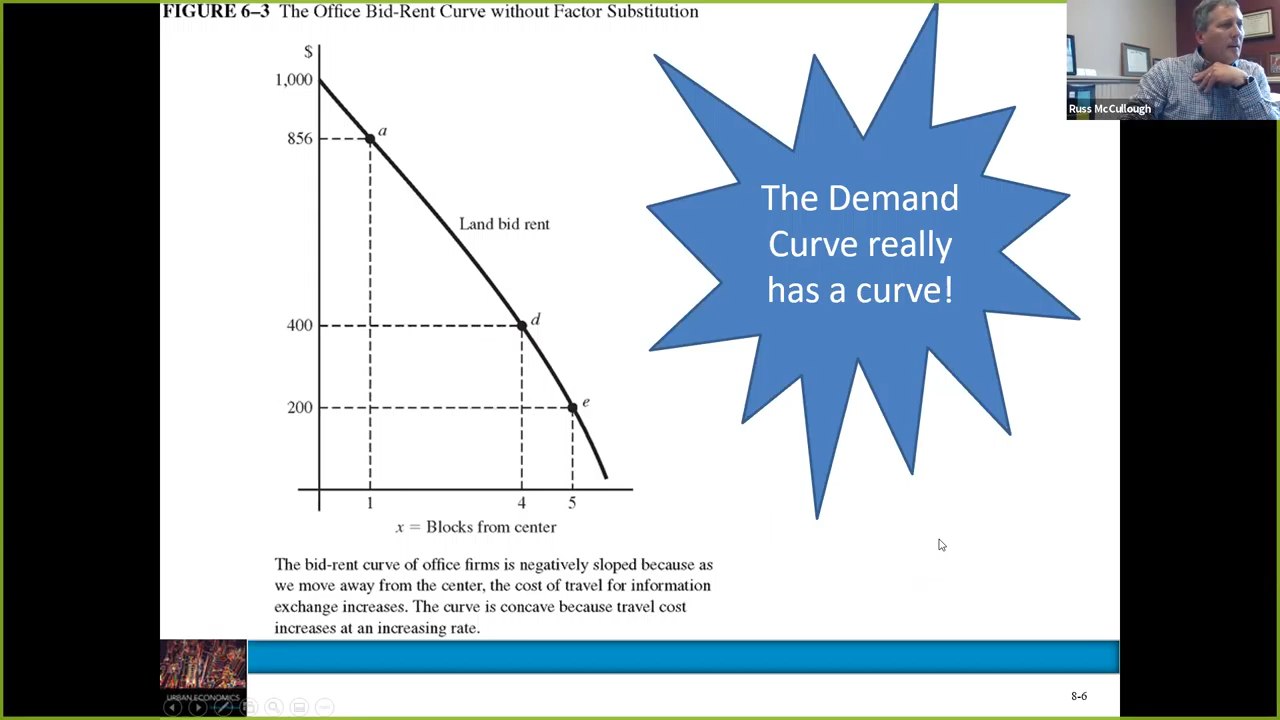 FIGURE 6–3 The Office Bid-Rent Curve without Factor Substitution
$
1,000
856
a
Land bid rent
400
d
200
e
1
4
5
x = Blocks from center
The bid-rent curve of office firms is negatively sloped because as
we move away from the center, the cost of travel for information
exchange increases. The curve is concave because travel cost
increases at an increasing rate.
The Demand
Curve really
has a curve!
Russ McCullough
URBAN ECONOMICS
8-6